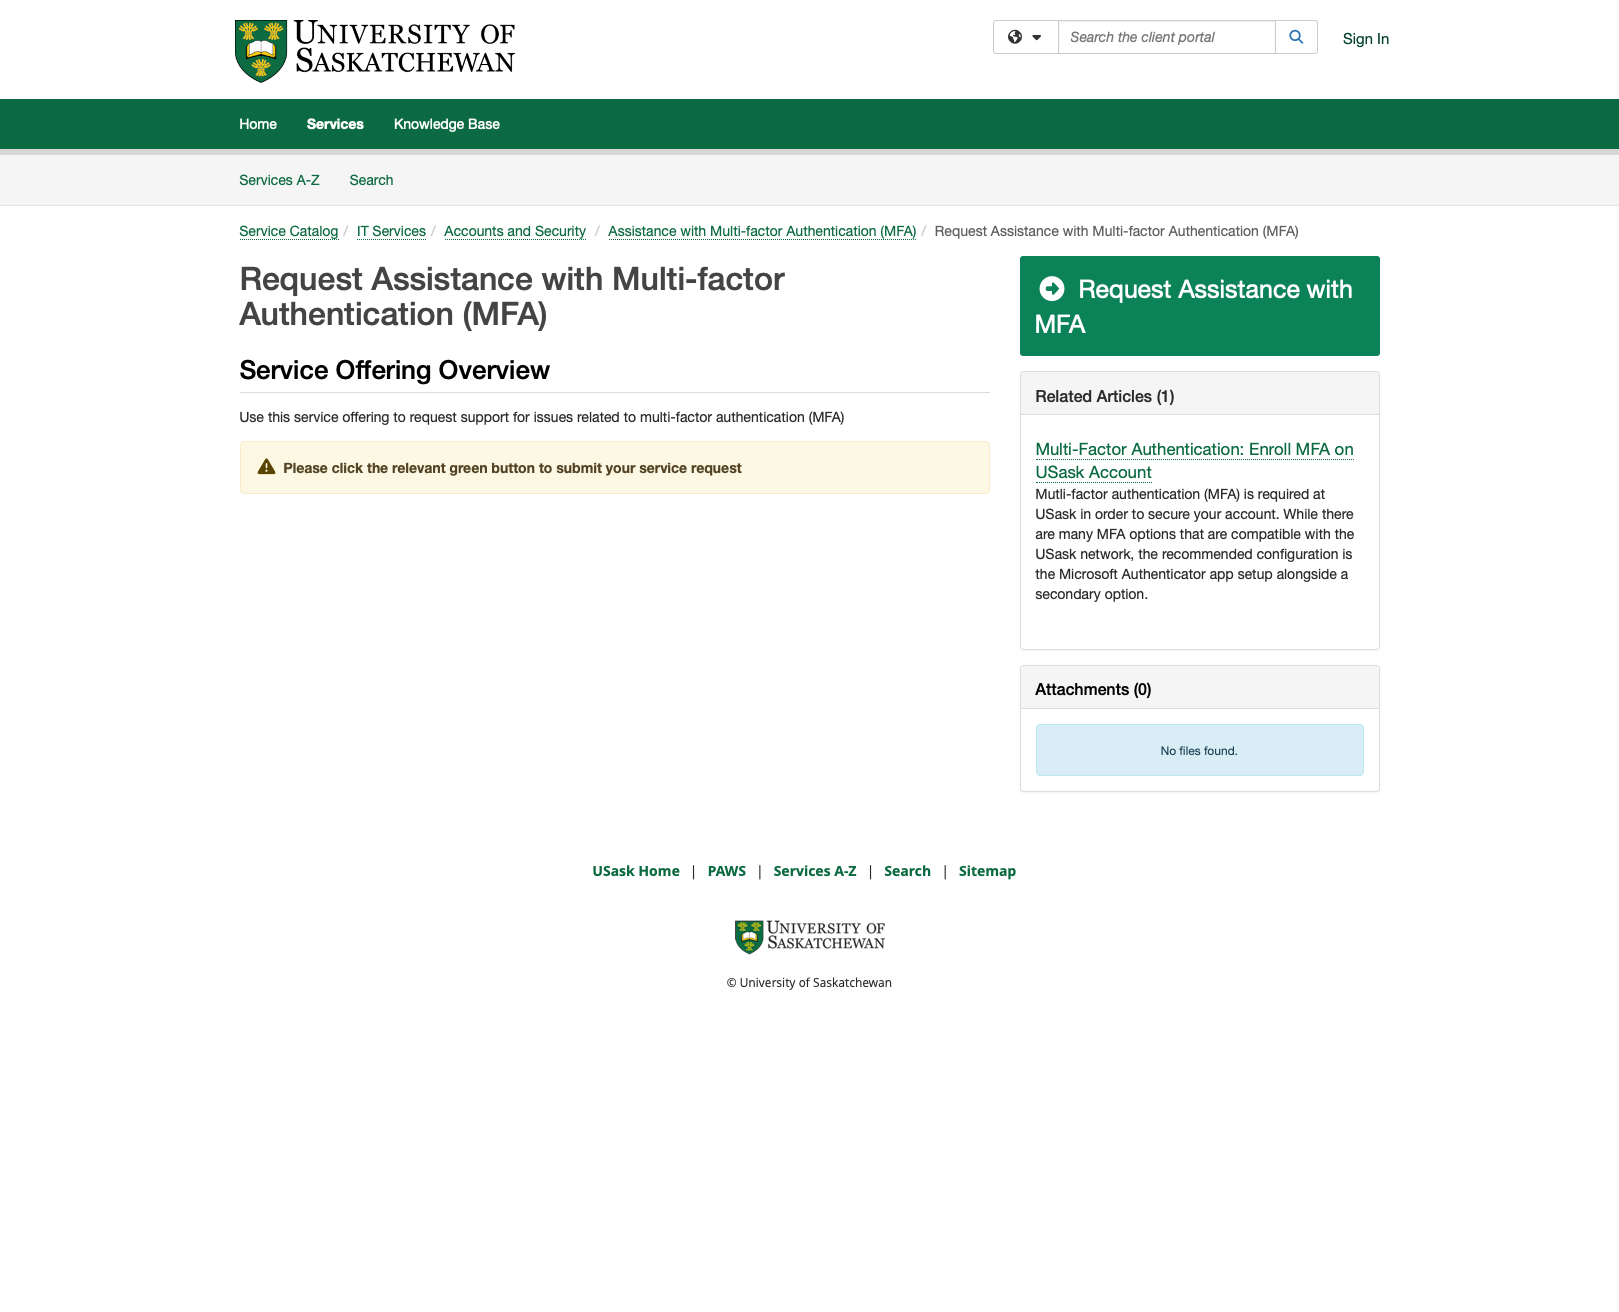 UNIVERSITY OF
SASKATCHEWAN
Search the client portal
Sign In
Home Services Knowledge Base
Services A-Z Search
Service Catalog / IT Services / Accounts and Security / Assistance with Multi-factor Authentication (MFA) / Request Assistance with Multi-factor Authentication (MFA)
Request Assistance with Multi-factor
Authentication (MFA)
Service Offering Overview
Use this service offering to request support for issues related to multi-factor authentication (MFA)
Please click the relevant green button to submit your service request
Request Assistance with
MFA
Related Articles (1)
Multi-Factor Authentication: Enroll MFA on
USask Account
Mutli-factor authentication (MFA) is required at
USask in order to secure your account. While there
are many MFA options that are compatible with the
USask network, the recommended configuration is
the Microsoft Authenticator app setup alongside a
secondary option.
Attachments (0)
No files found.
USask Home | PAWS | Services A-Z | Search | Sitemap
UNIVERSITY OF
SASKATCHEWAN
© University of Saskatchewan